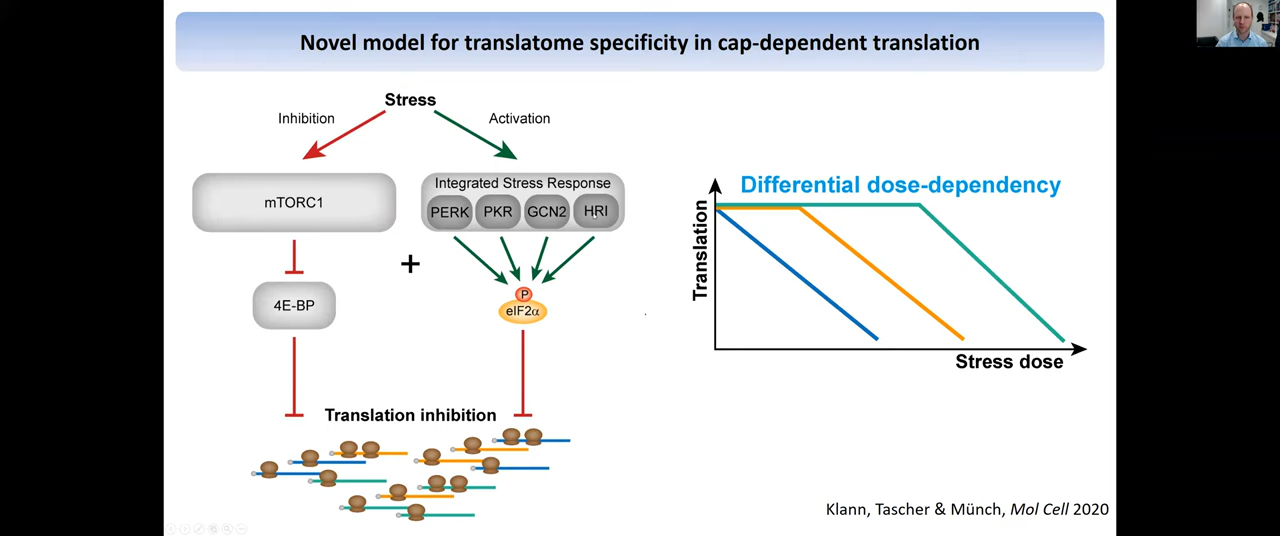 Novel model for translatome specificity in cap-dependent translation
Stress
Inhibition
Activation
mTORC1
Integrated Stress Response
PERK PKR GCN2 HRI
+
4E-BP
P
eIF2α
Translation inhibition
Differential dose-dependency
Translation
Stress dose
Klann, Tascher & Münch, Mol Cell 2020